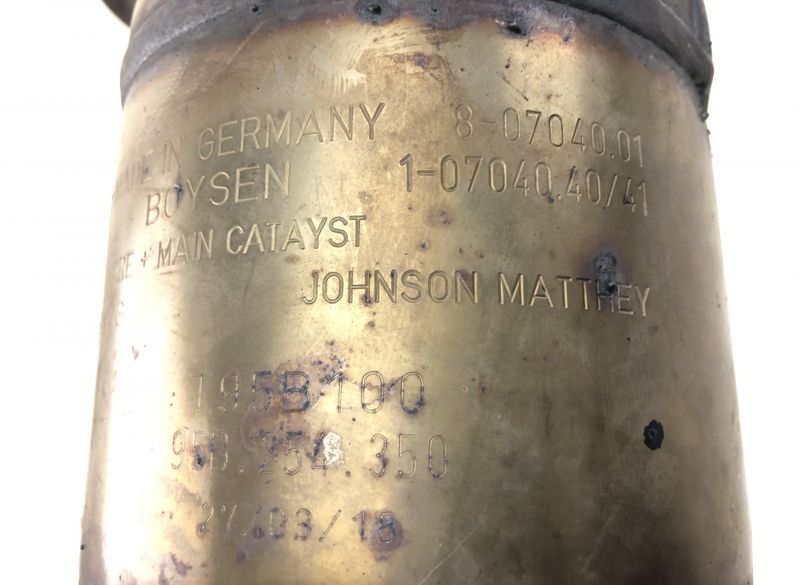 MADE IN GERMANY 8-07040.01
BOYSEN 1-07040.40/41
PRE + MAIN CATAYST
JOHNSON MATTHEY
G
T95B100
95B.254.350
27/03/18